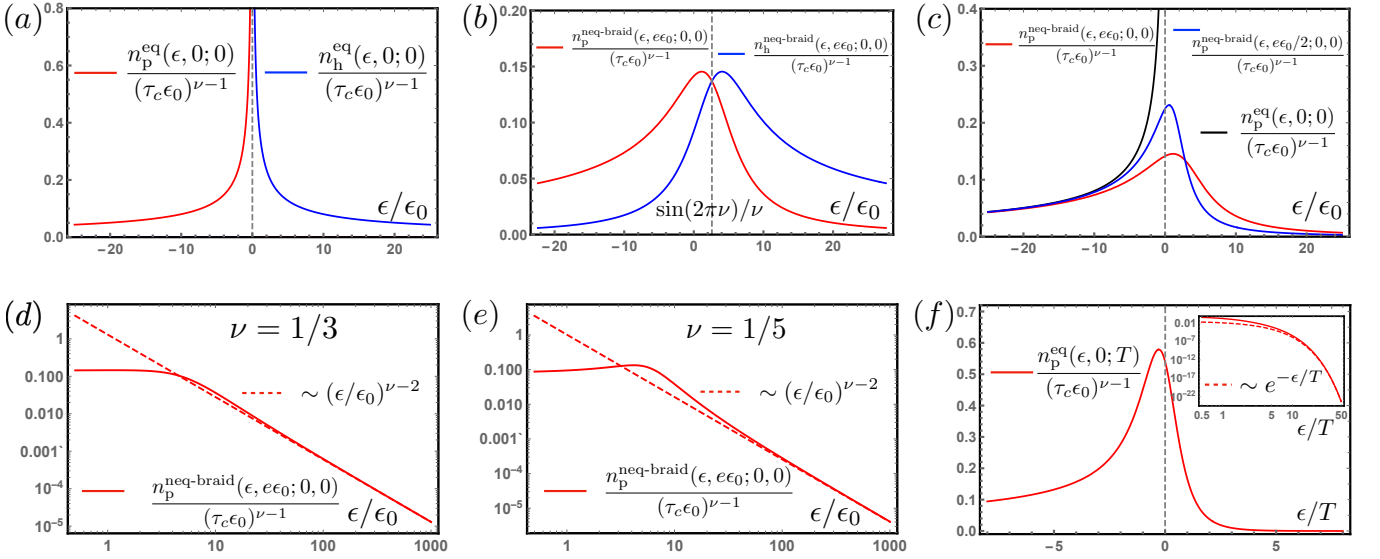 (a)
0.8
0.6
0.4
0.2
0.0
n_p^eq(ϵ, 0; 0)
(τ_c ϵ_0)^{ν−1}
n_h^eq(ϵ, 0; 0)
(τ_c ϵ_0)^{ν−1}
ϵ/ϵ_0
−20 −10 0 10 20
(b)
0.20
0.15
0.10
0.05
0.00
n_p^neq-braid(ϵ, eϵ_0; 0, 0)
(τ_c ϵ_0)^{ν−1}
n_h^neq-braid(ϵ, eϵ_0; 0, 0)
(τ_c ϵ_0)^{ν−1}
sin(2πν)/ν
ϵ/ϵ_0
−20 −10 0 10 20
(c)
0.4
0.3
0.2
0.1
0.0
n_p^neq-braid(ϵ, eϵ_0; 0, 0)
(τ_c ϵ_0)^{ν−1}
n_p^neq-braid(ϵ, eϵ_0/2; 0, 0)
(τ_c ϵ_0)^{ν−1}
n_p^eq(ϵ, 0; 0)
(τ_c ϵ_0)^{ν−1}
ϵ/ϵ_0
−20 −10 0 10 20
(d)
1
0.100
0.010
0.001`
10^{−4}
10^{−5}
ν = 1/3
∼ (ϵ/ϵ_0)^{ν−2}
n_p^neq-braid(ϵ, eϵ_0; 0, 0)
(τ_c ϵ_0)^{ν−1}
ϵ/ϵ_0
1 10 100 1000
(e)
1
0.100
0.010
0.001`
10^{−4}
10^{−5}
ν = 1/5
∼ (ϵ/ϵ_0)^{ν−2}
n_p^neq-braid(ϵ, eϵ_0; 0, 0)
(τ_c ϵ_0)^{ν−1}
ϵ/ϵ_0
1 10 100 1000
(f)
0.7
0.6
0.5
0.4
0.3
0.2
0.1
0.0
n_p^eq(ϵ, 0; T)
(τ_c ϵ_0)^{ν−1}
0.01
10^{−7}
10^{−12}
10^{−17}
10^{−22}
∼ e^{−ϵ/T}
0.5 1 5 10 50
ϵ/T
ϵ/T
−5 0 5